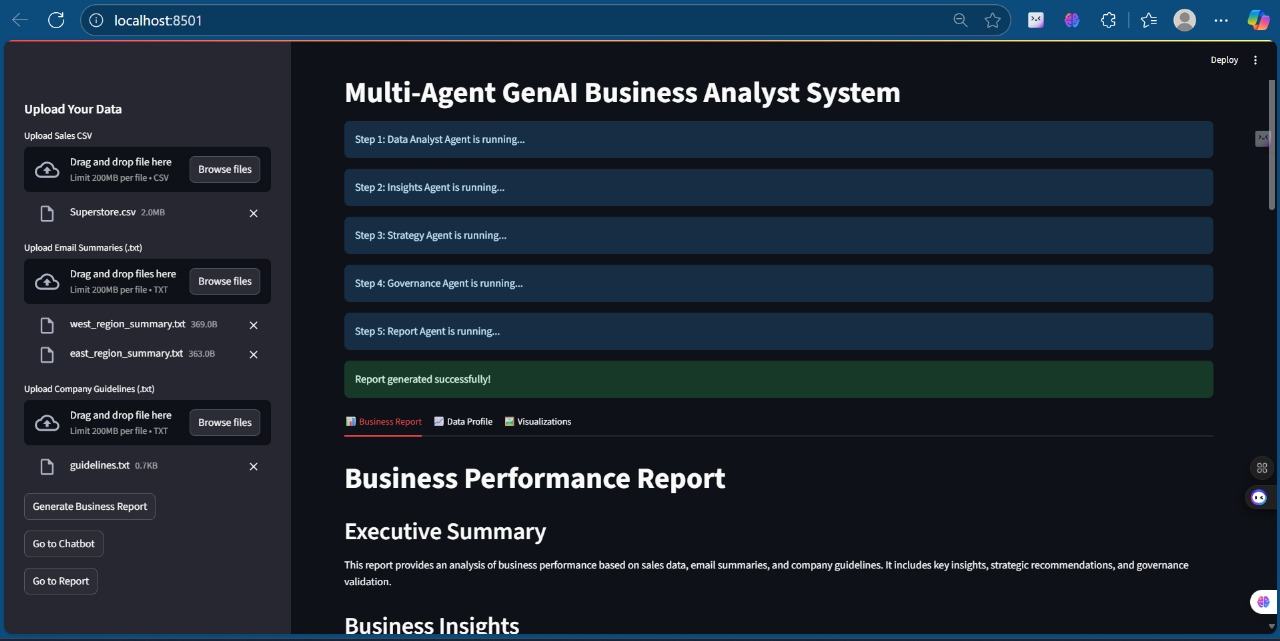 localhost:8501
Deploy
Upload Your Data
Upload Sales CSV
Drag and drop file here
Limit 200MB per file • CSV
Browse files
Superstore.csv 2.0MB
Upload Email Summaries (.txt)
Drag and drop files here
Limit 200MB per file • TXT
Browse files
west_region_summary.txt 369.0B
east_region_summary.txt 363.0B
Upload Company Guidelines (.txt)
Drag and drop file here
Limit 200MB per file • TXT
Browse files
guidelines.txt 0.7KB
Generate Business Report
Go to Chatbot
Go to Report
Multi-Agent GenAI Business Analyst System
Step 1: Data Analyst Agent is running...
Step 2: Insights Agent is running...
Step 3: Strategy Agent is running...
Step 4: Governance Agent is running...
Step 5: Report Agent is running...
Report generated successfully!
Business Report Data Profile Visualizations
Business Performance Report
Executive Summary
This report provides an analysis of business performance based on sales data, email summaries, and company guidelines. It includes key insights, strategic recommendations, and governance
validation.
Business Insights